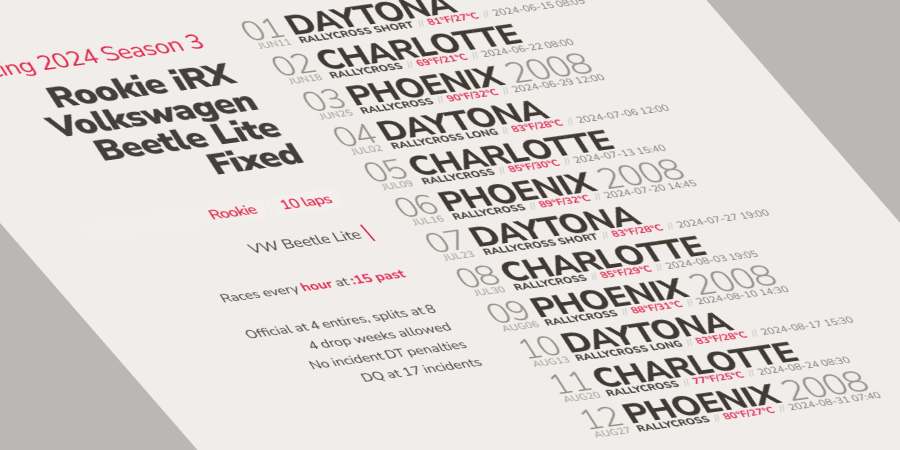 ing 2024 Season 3
Rookie iRX
Volkswagen
Beetle Lite
Fixed
Rookie 10 laps
VW Beetle Lite
Races every hour at :15 past
Official at 4 entires, splits at 8
4 drop weeks allowed
No incident DT penalties
DQ at 17 incidents
01 DAYTONA
JUN11 RALLYCROSS SHORT // 81°F/27°C // 2024-06-15 08:05
02 CHARLOTTE
JUN18 RALLYCROSS // 69°F/21°C // 2024-06-22 08:00
03 PHOENIX 2008
JUN25 RALLYCROSS // 90°F/32°C // 2024-06-29 12:00
04 DAYTONA
JUL02 RALLYCROSS LONG // 83°F/28°C // 2024-07-06 12:00
05 CHARLOTTE
JUL09 RALLYCROSS // 85°F/30°C // 2024-07-13 15:40
06 PHOENIX 2008
JUL16 RALLYCROSS // 89°F/32°C // 2024-07-20 14:45
07 DAYTONA
JUL23 RALLYCROSS SHORT // 83°F/28°C // 2024-07-27 19:00
08 CHARLOTTE
JUL30 RALLYCROSS // 85°F/29°C // 2024-08-03 19:05
09 PHOENIX 2008
AUG06 RALLYCROSS // 88°F/31°C // 2024-08-10 14:30
10 DAYTONA
AUG13 RALLYCROSS LONG // 83°F/28°C // 2024-08-17 15:30
11 CHARLOTTE
AUG20 RALLYCROSS // 77°F/25°C // 2024-08-24 08:30
12 PHOENIX 2008
AUG27 RALLYCROSS // 80°F/27°C // 2024-08-31 07:40